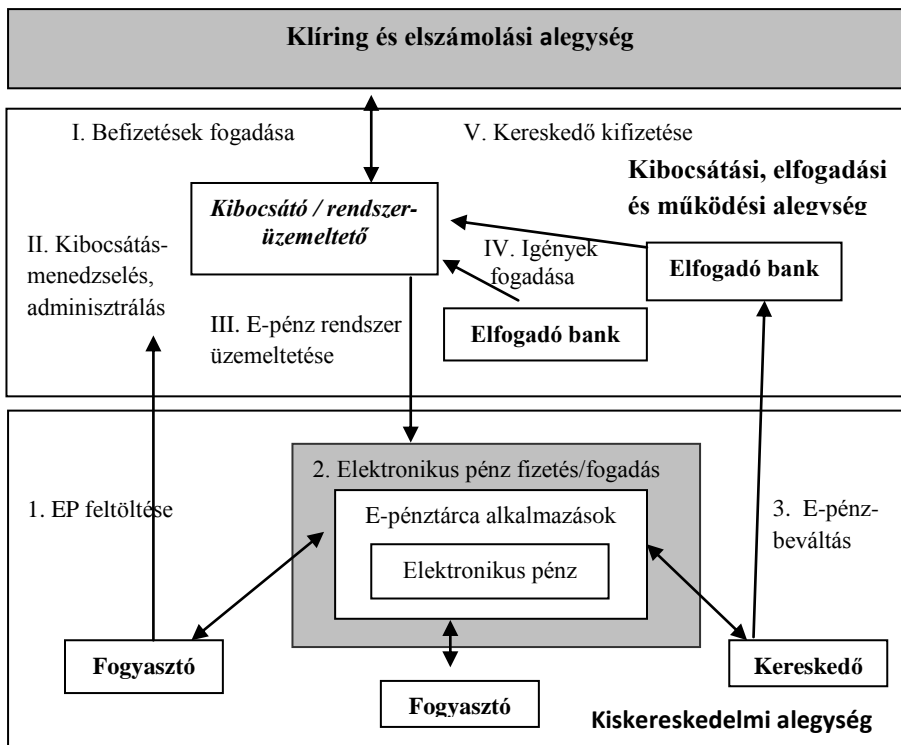 Klíring és elszámolási alegység
I. Befizetések fogadása
V. Kereskedő kifizetése
Kibocsátási, elfogadási
és működési alegység
Kibocsátó / rendszer-
üzemeltető
II. Kibocsátás-
menedzselés,
adminisztrálás
IV. Igények
fogadása
Elfogadó bank
III. E-pénz rendszer
üzemeltetése
Elfogadó bank
2. Elektronikus pénz fizetés/fogadás
1. EP feltöltése
E-pénztárca alkalmazások
3. E-pénz-
beváltás
Elektronikus pénz
Fogyasztó
Kereskedő
Fogyasztó
Kiskereskedelmi alegység